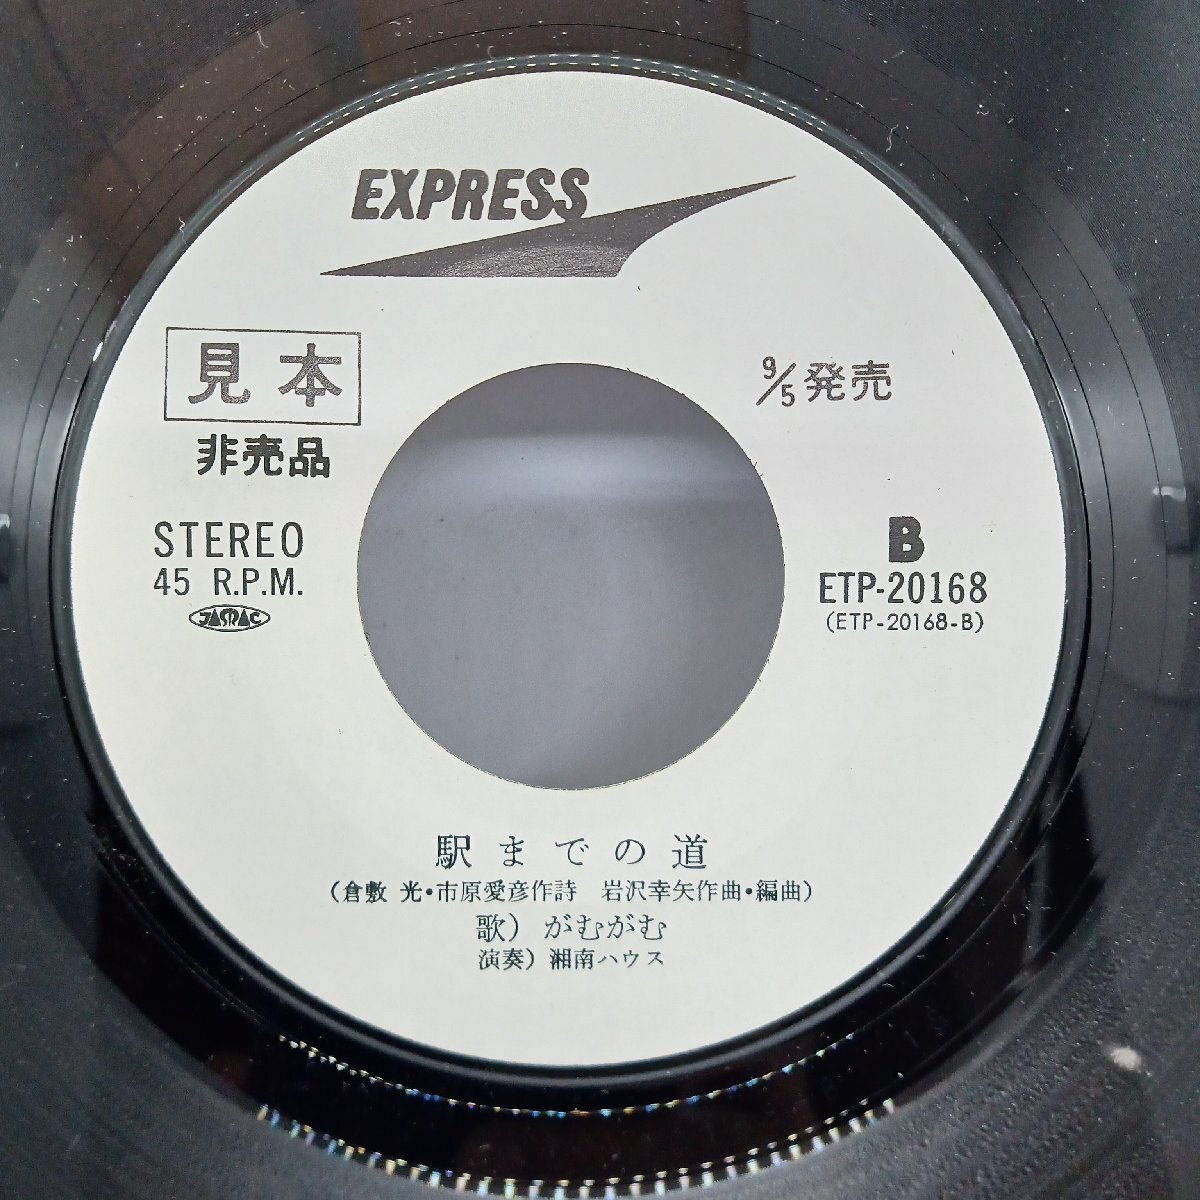 EXPRESS
見本
非売品
9/5発売
STEREO
45 R.P.M.
JASRAC
B
ETP-20168
(ETP-20168-B)
駅までの道
(倉敷 光・市原愛彦作詩 岩沢幸矢作曲・編曲)
歌) がむがむ
演奏) 湘南ハウス